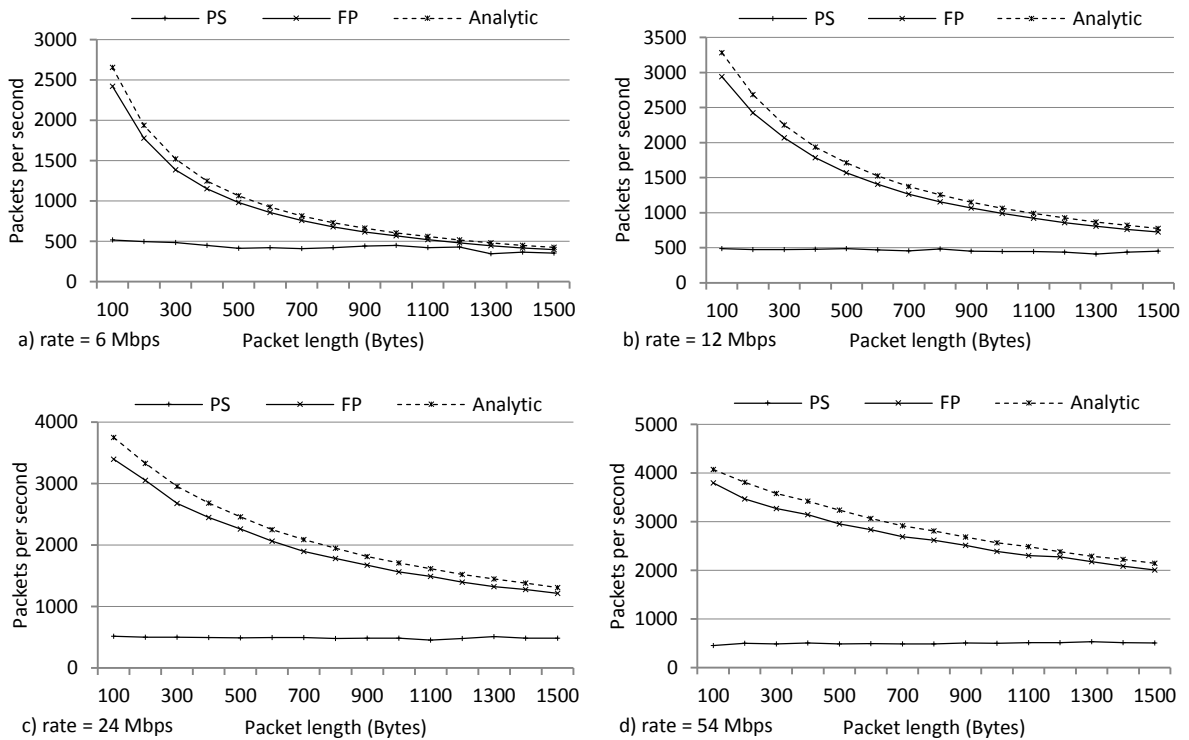 PS FP Analytic
Packets per second
3000
2500
2000
1500
1000
500
0
100 300 500 700 900 1100 1300 1500
a) rate = 6 Mbps Packet length (Bytes)
PS FP Analytic
Packets per second
3500
3000
2500
2000
1500
1000
500
0
100 300 500 700 900 1100 1300 1500
b) rate = 12 Mbps Packet length (Bytes)
PS FP Analytic
Packets per second
4000
3000
2000
1000
0
100 300 500 700 900 1100 1300 1500
c) rate = 24 Mbps Packet length (Bytes)
PS FP Analytic
Packets per second
5000
4000
3000
2000
1000
0
100 300 500 700 900 1100 1300 1500
d) rate = 54 Mbps Packet length (Bytes)